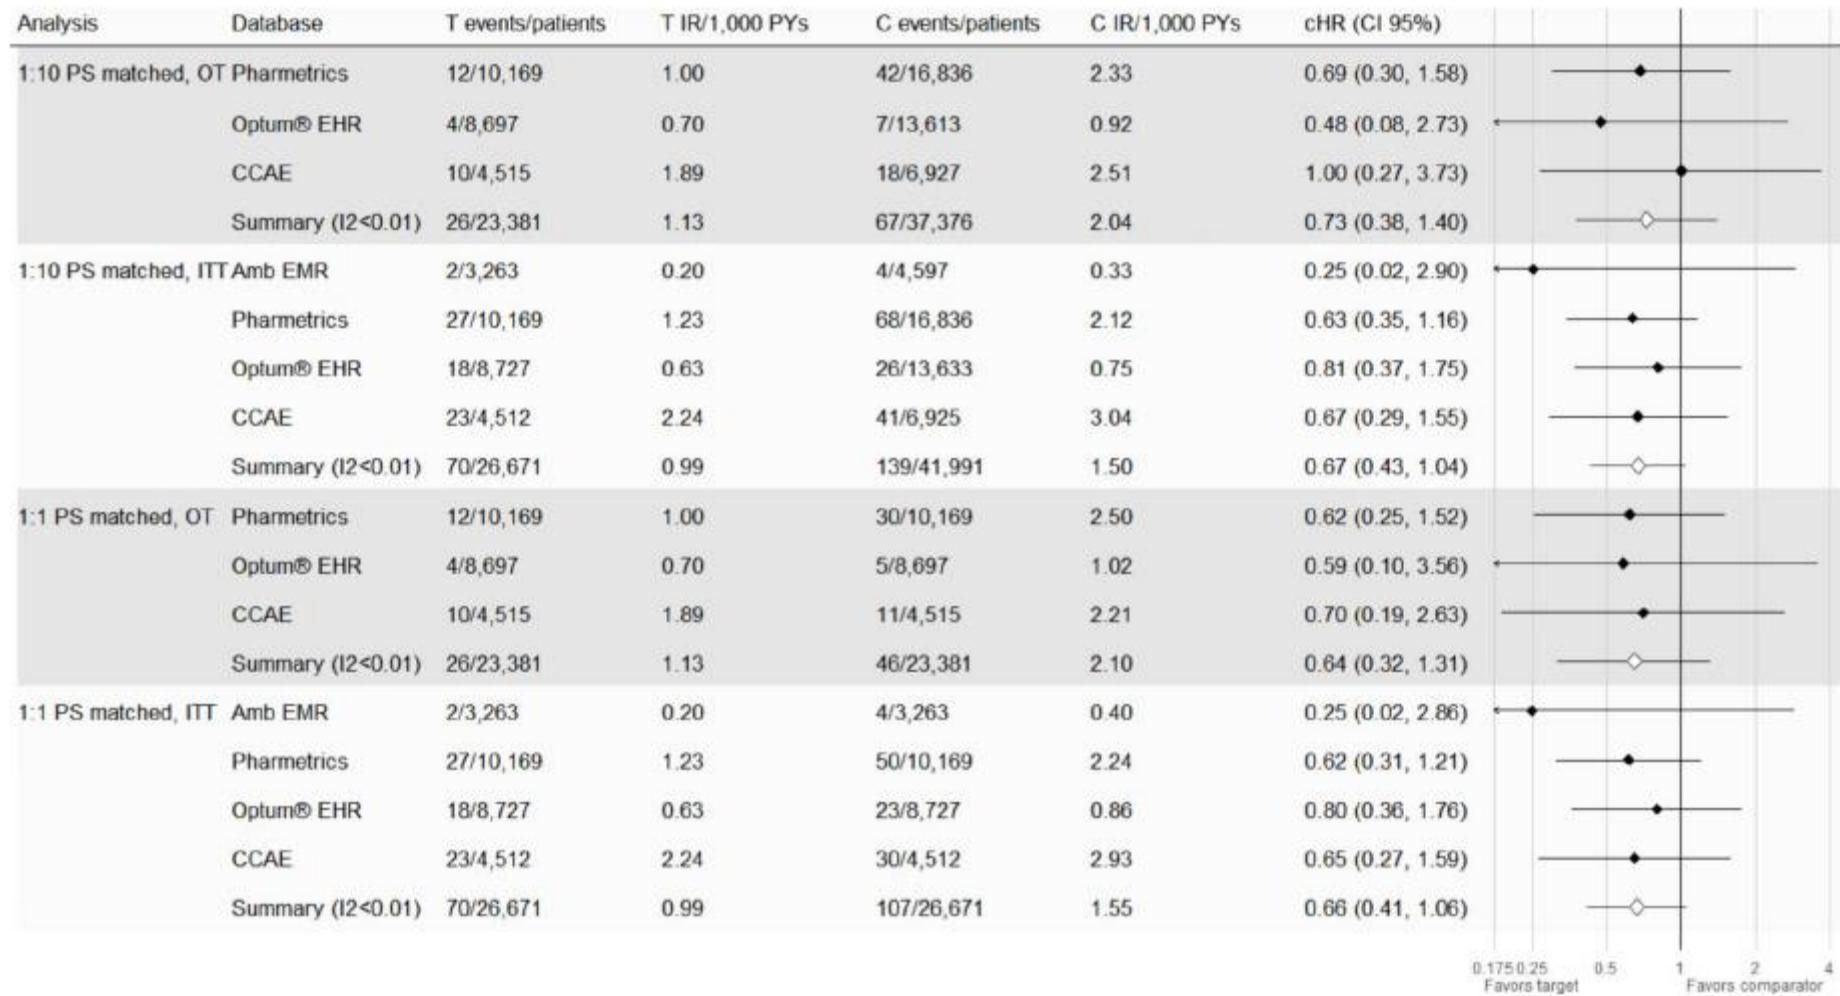 Analysis Database T events/patients T IR/1,000 PYs C events/patients C IR/1,000 PYs cHR (CI 95%)
1:10 PS matched, OT Pharmetrics 12/10,169 1.00 42/16,836 2.33 0.69 (0.30, 1.58)
Optum® EHR 4/8,697 0.70 7/13,613 0.92 0.48 (0.08, 2.73)
CCAE 10/4,515 1.89 18/6,927 2.51 1.00 (0.27, 3.73)
Summary (I2<0.01) 26/23,381 1.13 67/37,376 2.04 0.73 (0.38, 1.40)
1:10 PS matched, ITT Amb EMR 2/3,263 0.20 4/4,597 0.33 0.25 (0.02, 2.90)
Pharmetrics 27/10,169 1.23 68/16,836 2.12 0.63 (0.35, 1.16)
Optum® EHR 18/8,727 0.63 26/13,633 0.75 0.81 (0.37, 1.75)
CCAE 23/4,512 2.24 41/6,925 3.04 0.67 (0.29, 1.55)
Summary (I2<0.01) 70/26,671 0.99 139/41,991 1.50 0.67 (0.43, 1.04)
1:1 PS matched, OT Pharmetrics 12/10,169 1.00 30/10,169 2.50 0.62 (0.25, 1.52)
Optum® EHR 4/8,697 0.70 5/8,697 1.02 0.59 (0.10, 3.56)
CCAE 10/4,515 1.89 11/4,515 2.21 0.70 (0.19, 2.63)
Summary (I2<0.01) 26/23,381 1.13 46/23,381 2.10 0.64 (0.32, 1.31)
1:1 PS matched, ITT Amb EMR 2/3,263 0.20 4/3,263 0.40 0.25 (0.02, 2.86)
Pharmetrics 27/10,169 1.23 50/10,169 2.24 0.62 (0.31, 1.21)
Optum® EHR 18/8,727 0.63 23/8,727 0.86 0.80 (0.36, 1.76)
CCAE 23/4,512 2.24 30/4,512 2.93 0.65 (0.27, 1.59)
Summary (I2<0.01) 70/26,671 0.99 107/26,671 1.55 0.66 (0.41, 1.06)
0.175 0.25 0.5 1 2 4
Favors target Favors comparator